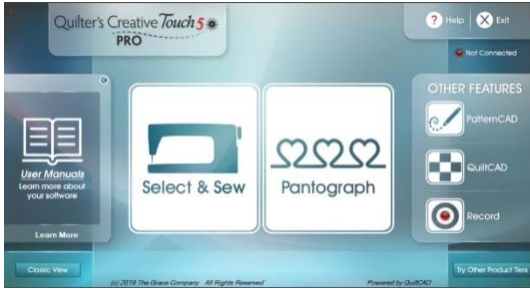 Quilter's Creative Touch 5
PRO
? Help
X Exit
Not Connected
User Manuals
Learn more about
your software
Learn More
Select & Sew
Pantograph
OTHER FEATURES
PatternCAD
QuiltCAD
Record
Classic View
(c) 2019 The Grace Company All Rights Reserved
Powered by QuiltCAD
Try Other Product Tiers